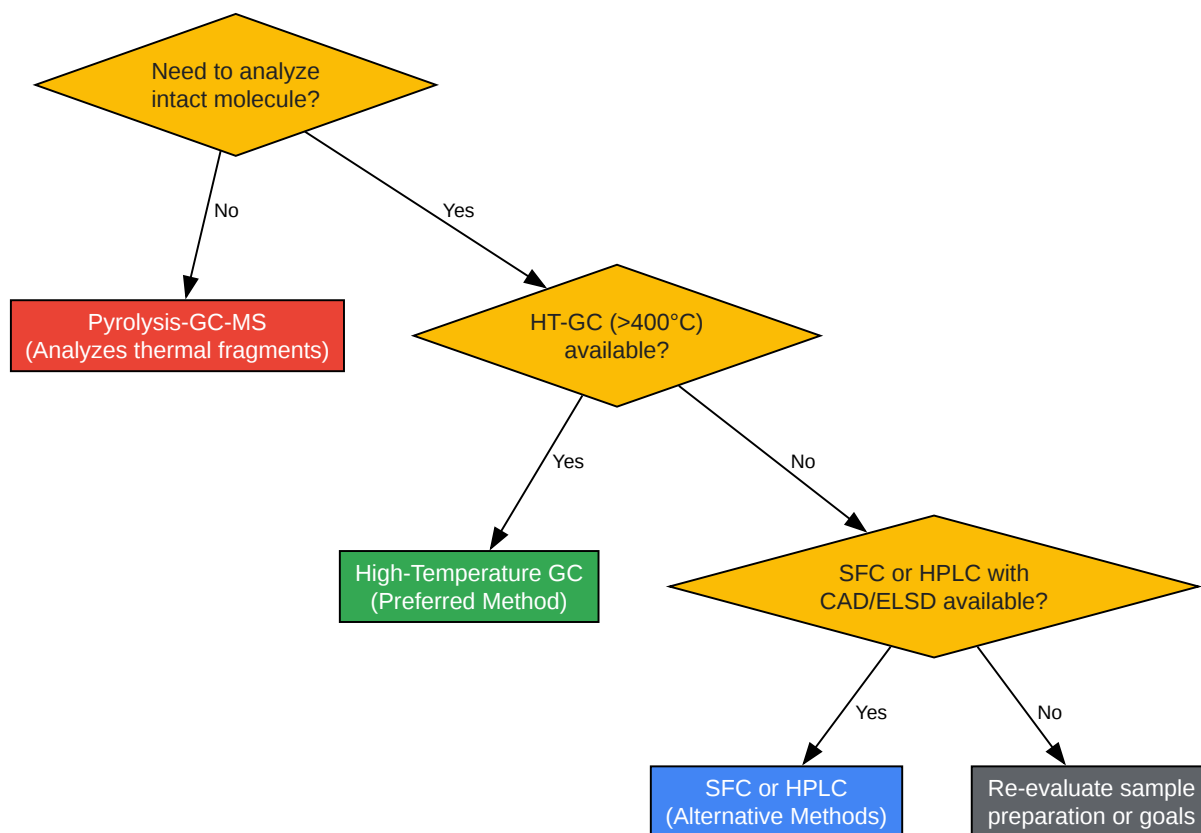 Need to analyze
intact molecule?
No
Yes
Pyrolysis-GC-MS
(Analyzes thermal fragments)
HT-GC (>400°C)
available?
Yes
No
High-Temperature GC
(Preferred Method)
SFC or HPLC with
CAD/ELSD available?
Yes
No
SFC or HPLC
(Alternative Methods)
Re-evaluate sample
preparation or goals